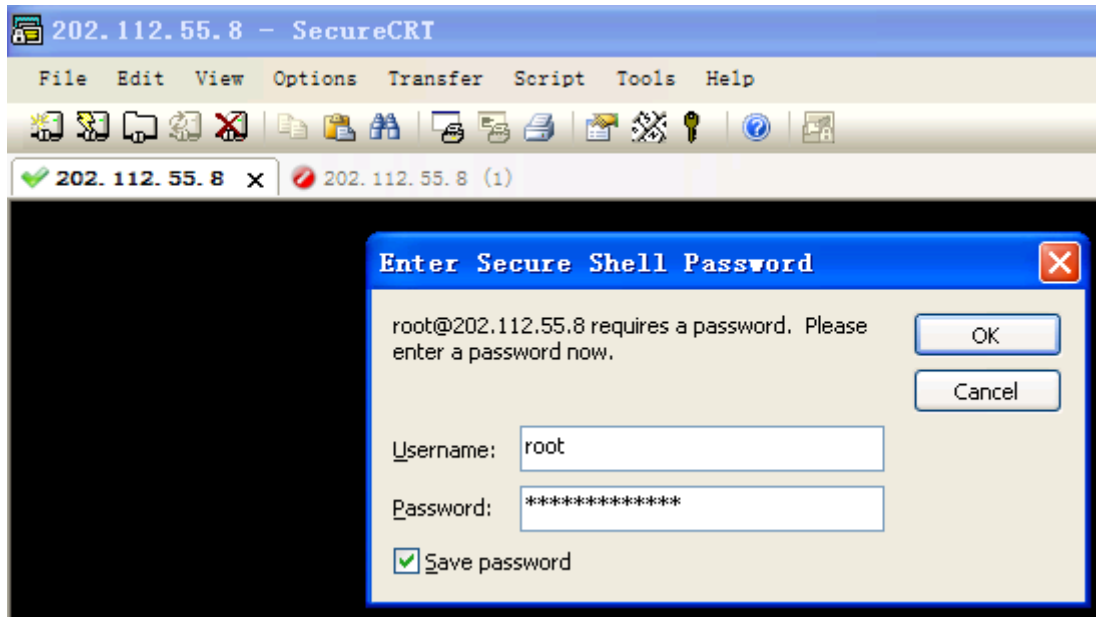 202.112.55.8 - SecureCRT
File Edit View Options Transfer Script Tools Help
202.112.55.8 x 202.112.55.8 (1)
Enter Secure Shell Password
root@202.112.55.8 requires a password. Please
enter a password now.
OK
Cancel
Username: root
Password: *************
Save password